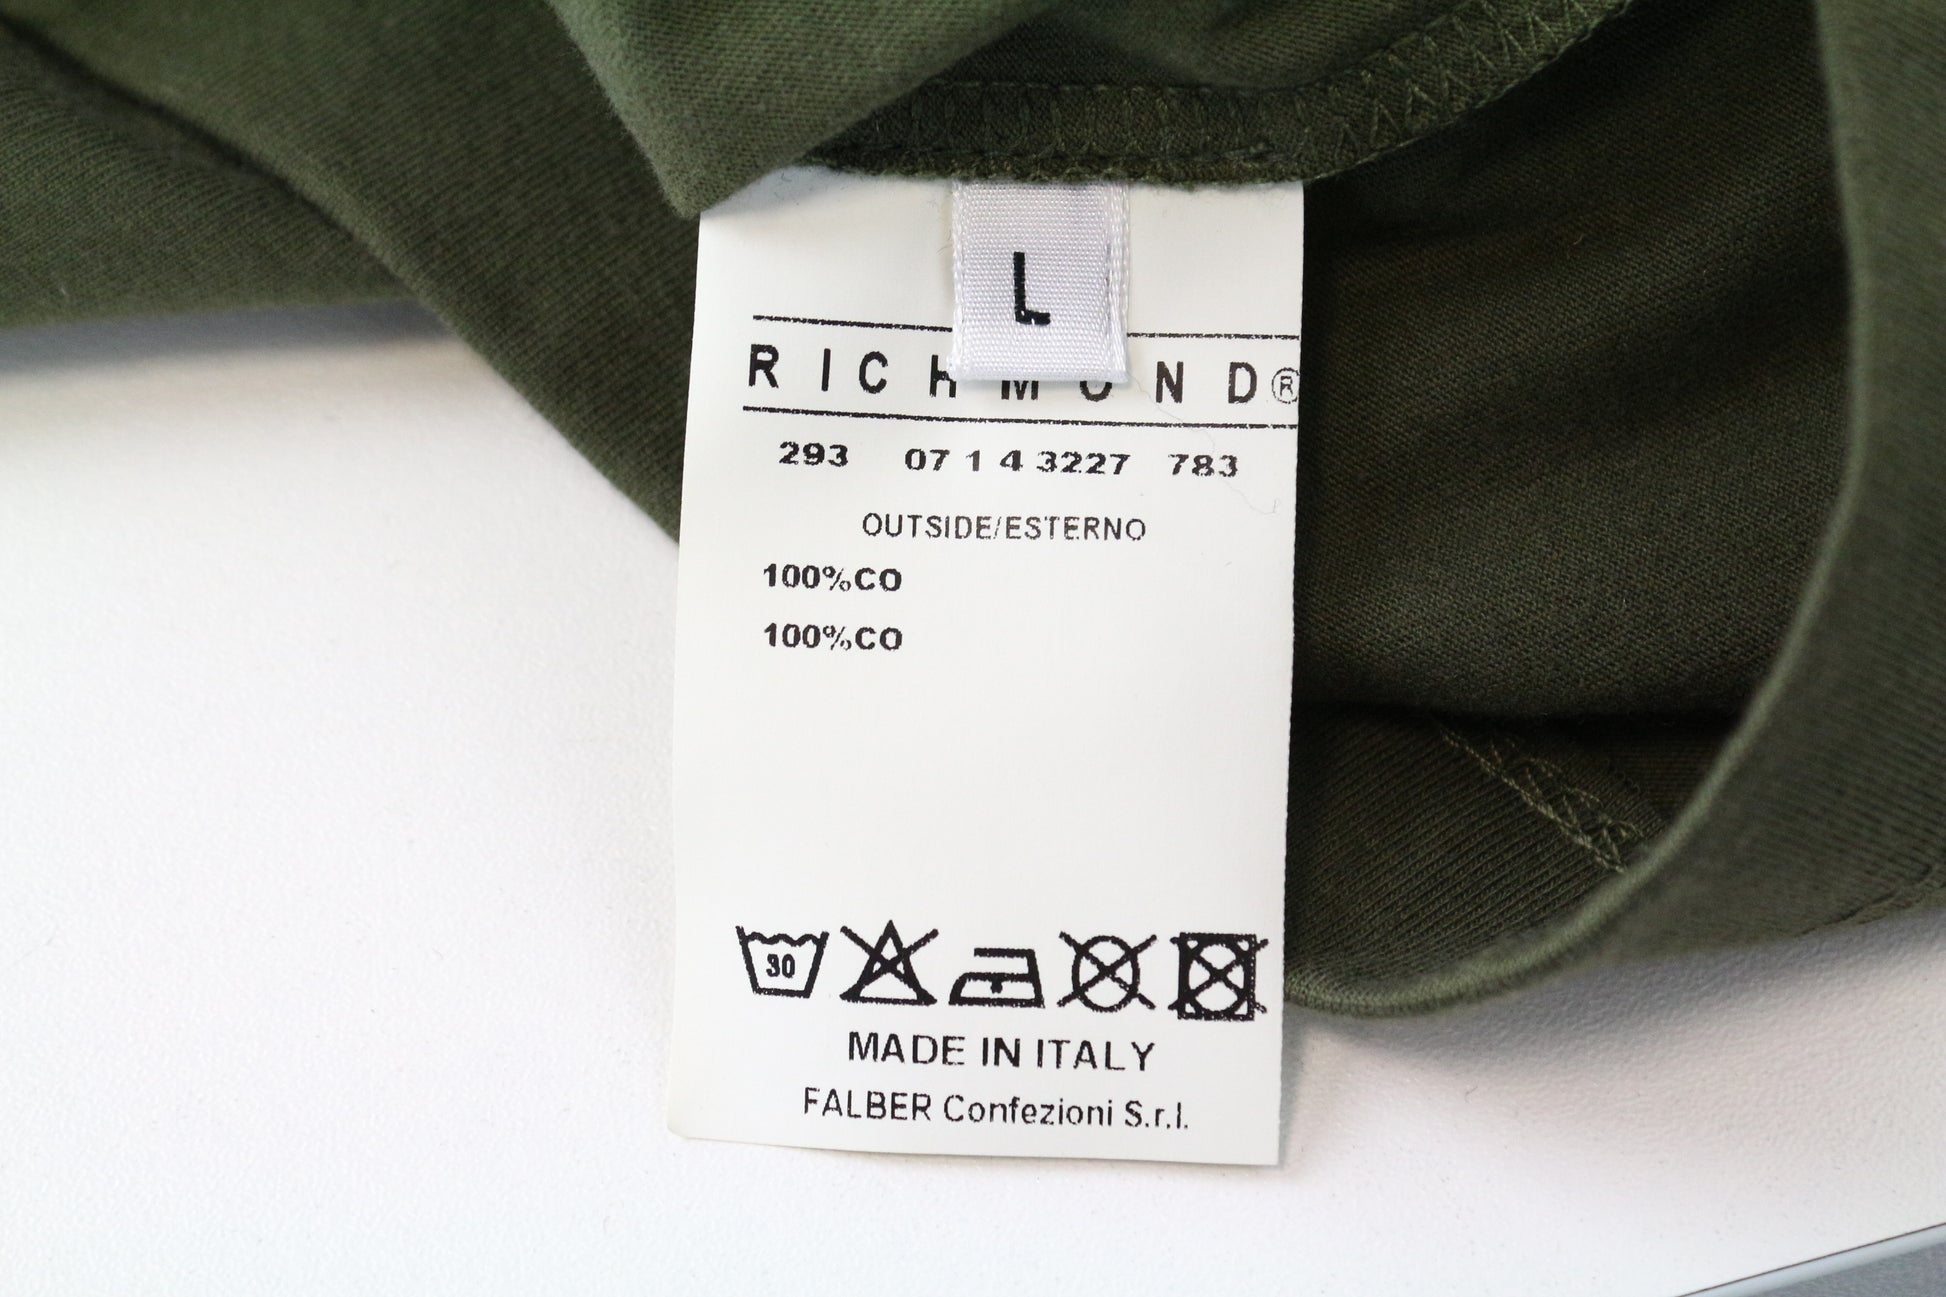 L
RICHMOND®
293 07 1 4 3227 783
OUTSIDE/ESTERNO
100%CO
100%CO
30
MADE IN ITALY
FALBER Confezioni S.r.l.